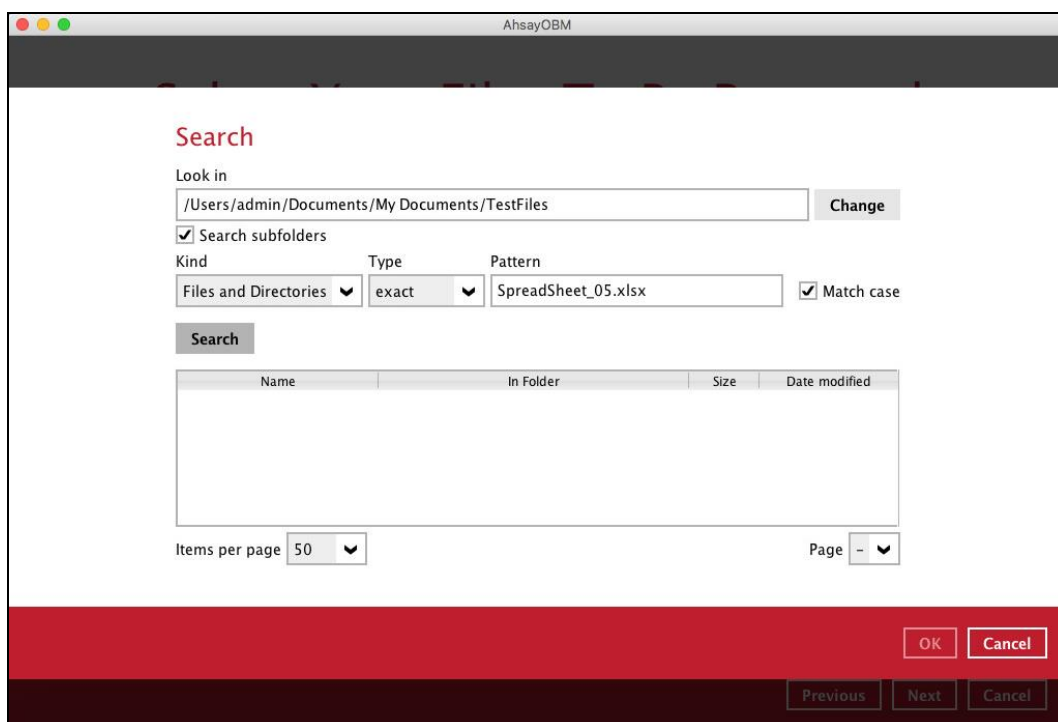 AhsayOBM
Search
Look in
/Users/admin/Documents/My Documents/TestFiles
Change
Search subfolders
Kind Type Pattern
Files and Directories exact SpreadSheet_05.xlsx Match case
Search
Name In Folder Size Date modified
Items per page 50 Page -
OK Cancel
Previous Next Cancel